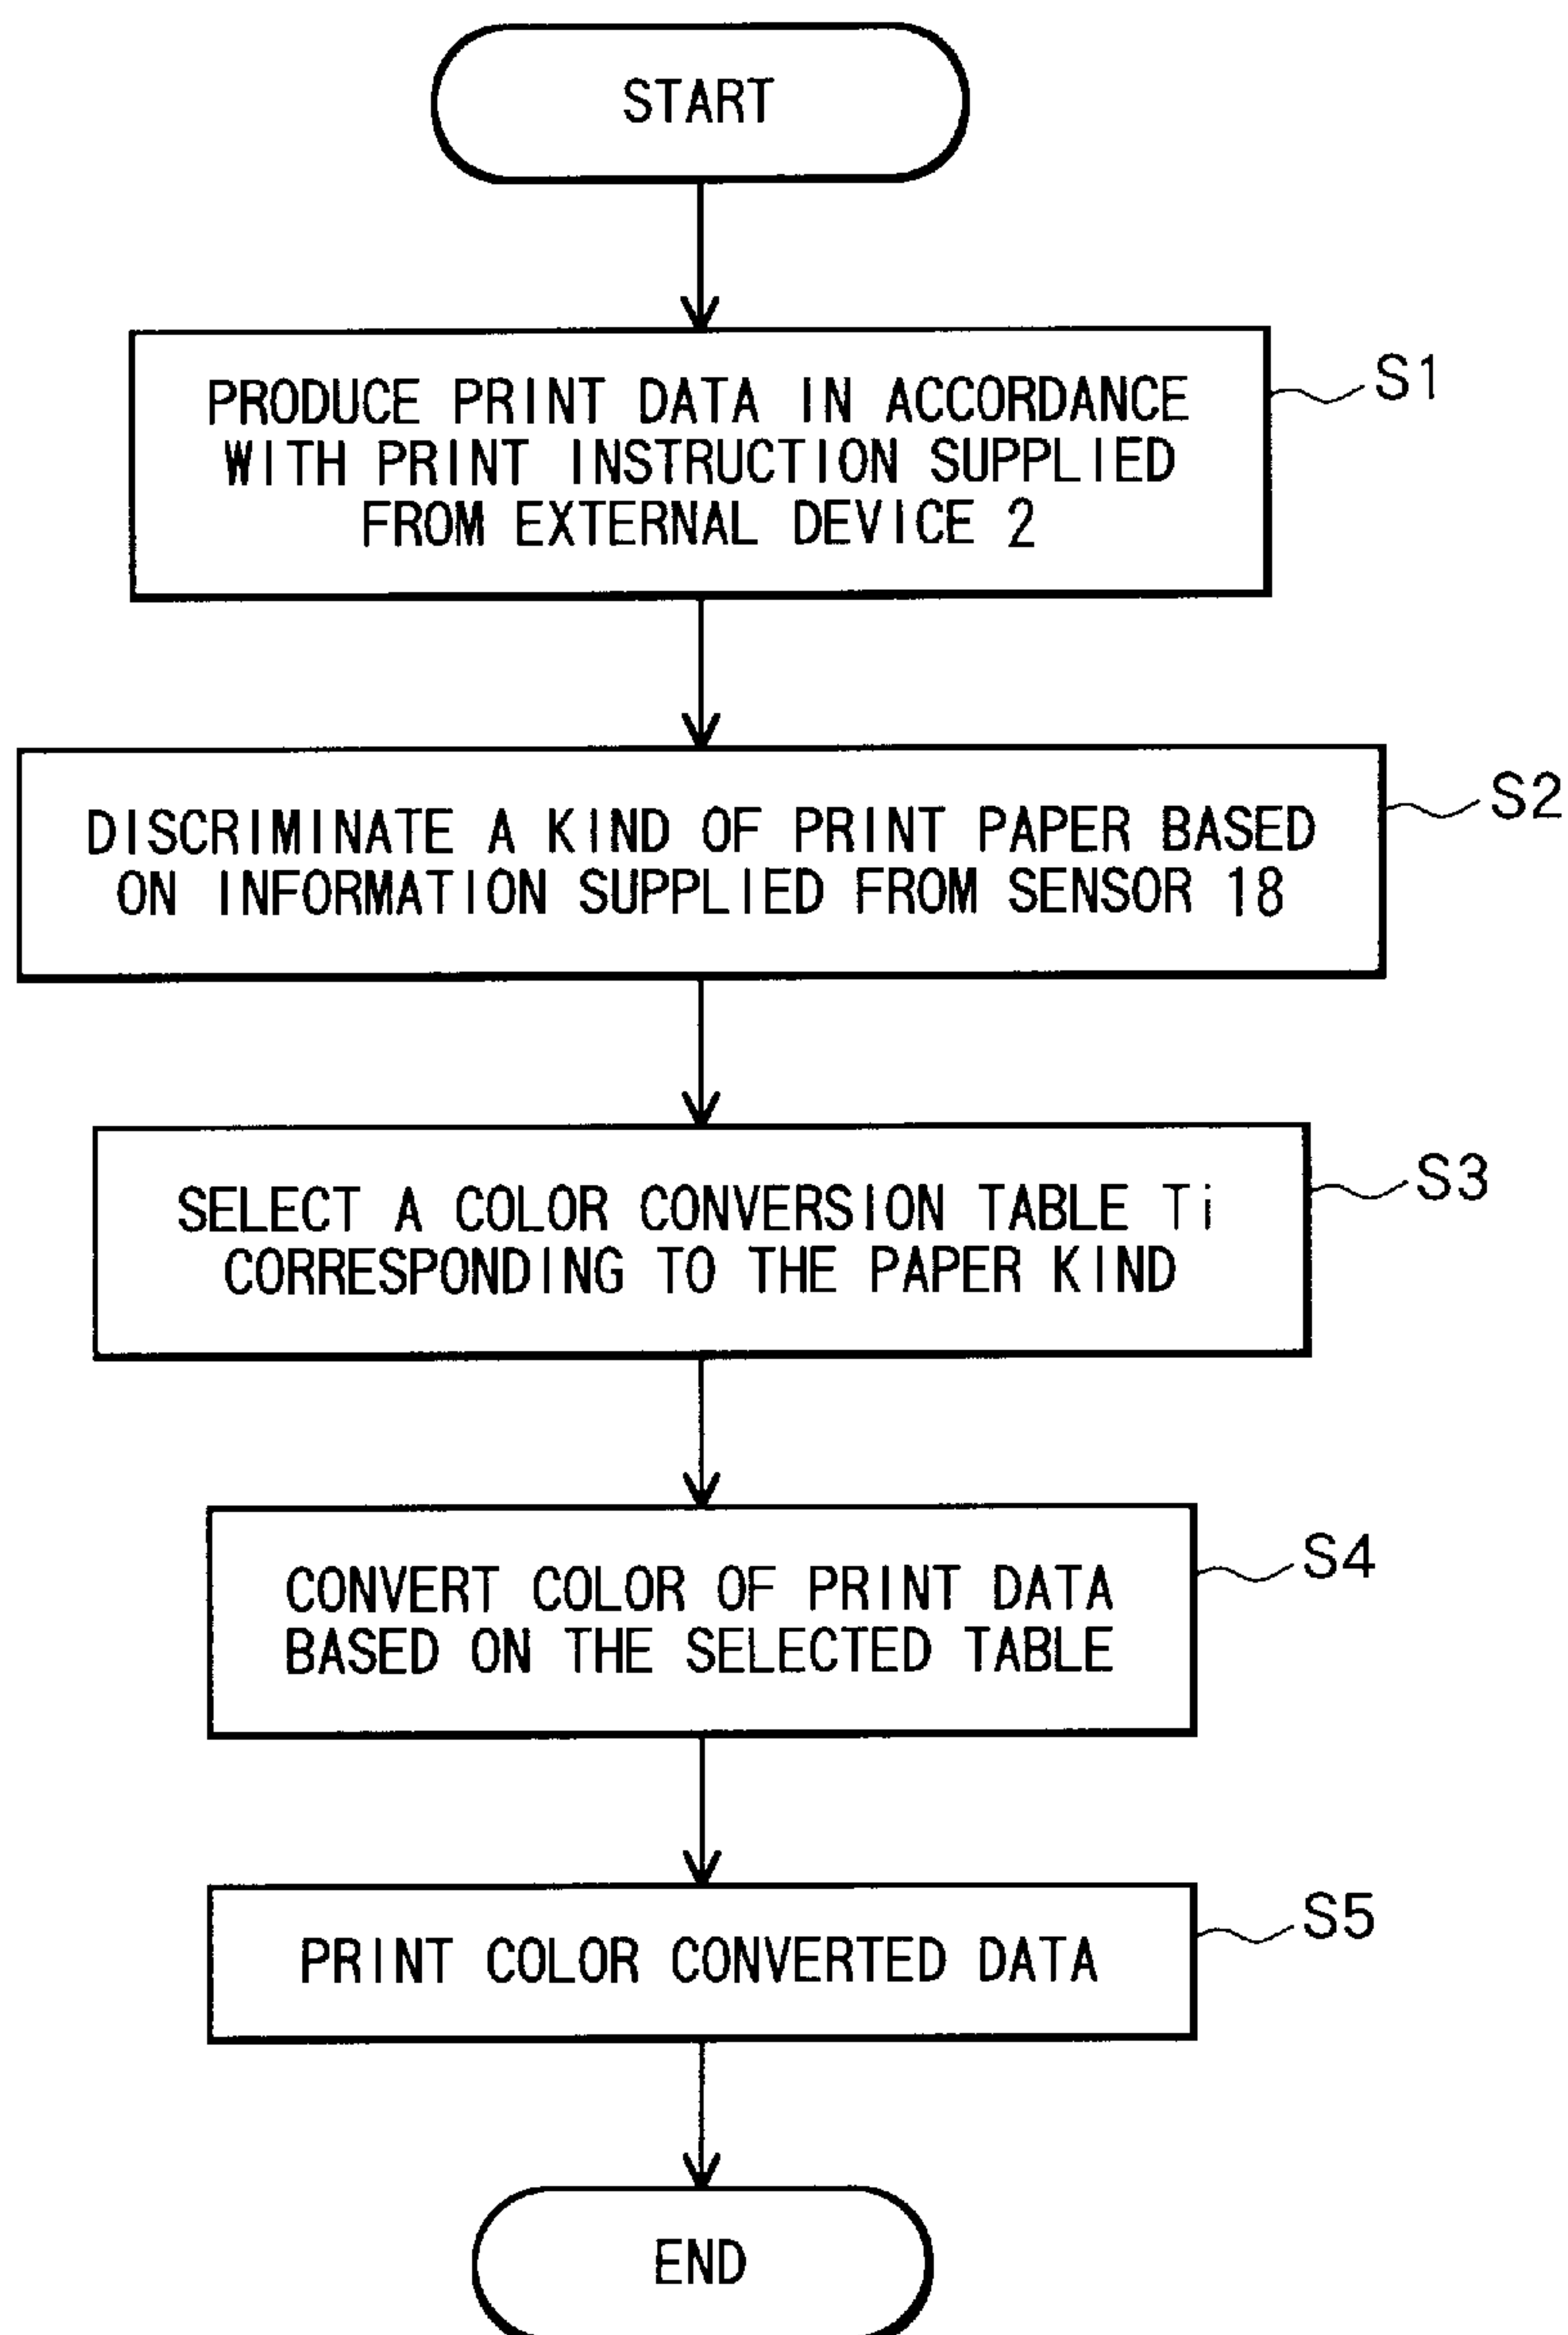 START
PRODUCE PRINT DATA IN ACCORDANCE
WITH PRINT INSTRUCTION SUPPLIED
FROM EXTERNAL DEVICE 2
S1
DISCRIMINATE A KIND OF PRINT PAPER BASED
ON INFORMATION SUPPLIED FROM SENSOR 18
S2
SELECT A COLOR CONVERSION TABLE Ti
CORRESPONDING TO THE PAPER KIND
S3
CONVERT COLOR OF PRINT DATA
BASED ON THE SELECTED TABLE
S4
PRINT COLOR CONVERTED DATA
S5
END